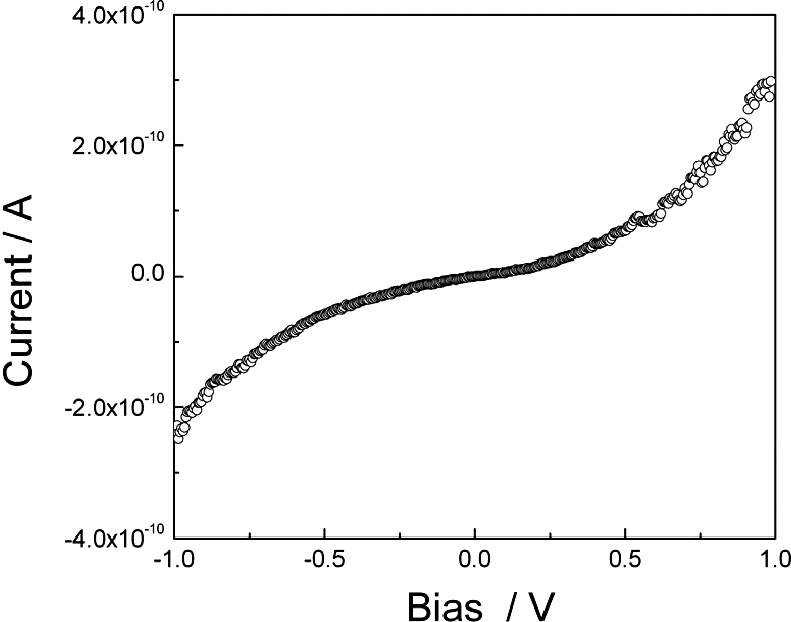 4.0x10⁻¹⁰
2.0x10⁻¹⁰
0.0
-2.0x10⁻¹⁰
-4.0x10⁻¹⁰
Current / A
-1.0 -0.5 0.0 0.5 1.0
Bias / V